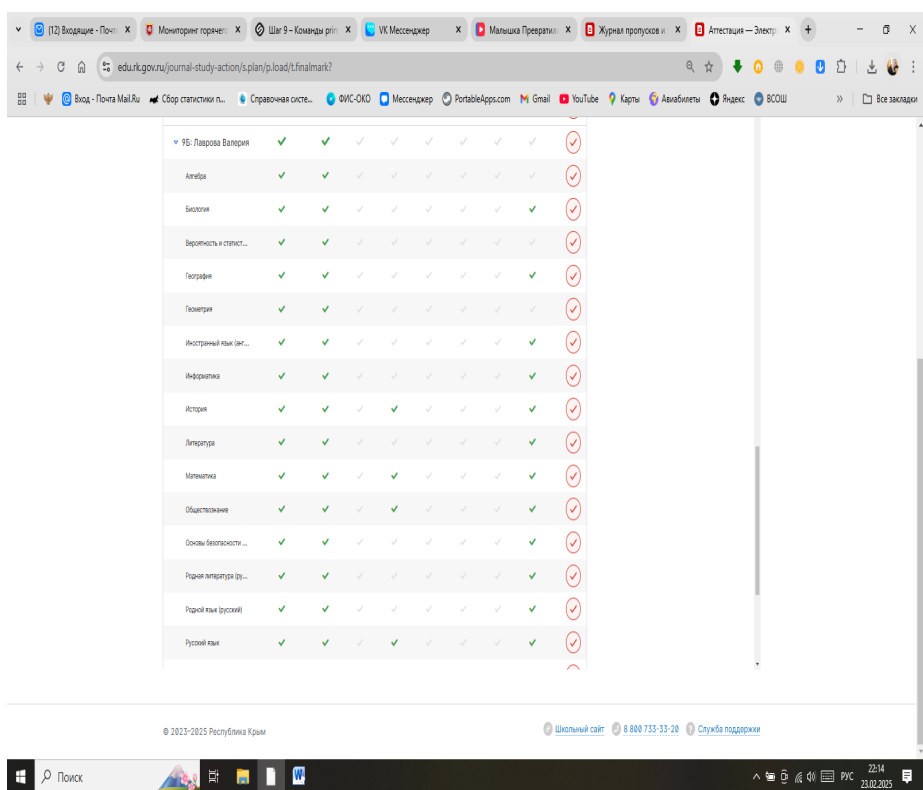 (12) Входящие - Почт
Мониторинг горячег
Шаг 9 – Команды prin
VK Мессенджер
Малышка Превратил
Журнал пропусков и
Аттестация — Электр
edu.rk.gov.ru/journal-study-action/s.plan/p.load/t.finalmark?
Вход - Почта Mail.Ru
Сбор статистики п...
Справочная систе...
ФИС-ОКО
Мессенджер
PortableApps.com
Gmail
YouTube
Карты
Авиабилеты
Яндекс
ВСОШ
»
Все закладки
9Б: Лаврова Валерия
Алгебра
Биология
Вероятность и статист...
География
Геометрия
Иностранный язык (анг...
Информатика
История
Литература
Математика
Обществознание
Основы безопасности ...
Родная литература (ру...
Родной язык (русский)
Русский язык
© 2023-2025 Республика Крым
Школьный сайт
8 800 733-33-20
Служба поддержки
Поиск
РУС
22:14
23.02.2025